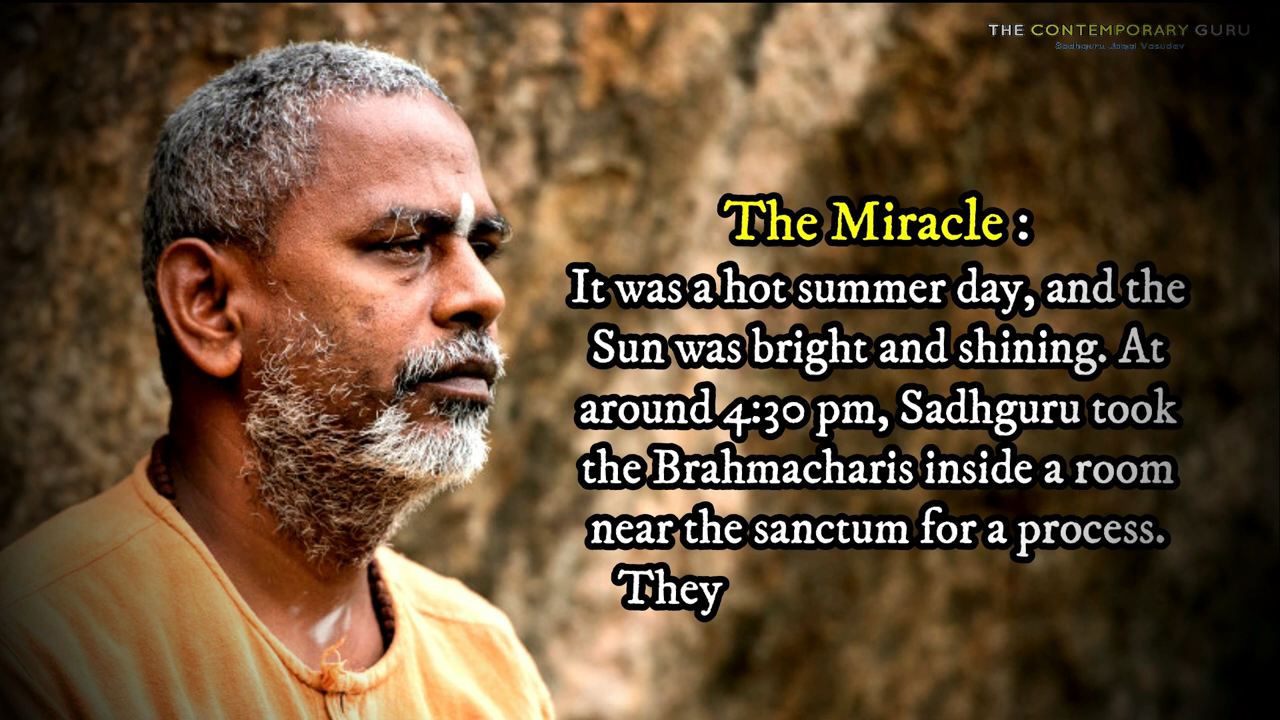 THE CONTEMPORARY GURU
Sadhguru Jaggi Vasudev
The Miracle :
It was a hot summer day, and the
Sun was bright and shining. At
around 4:30 pm, Sadhguru took
the Brahmacharis inside a room
near the sanctum for a process.
They